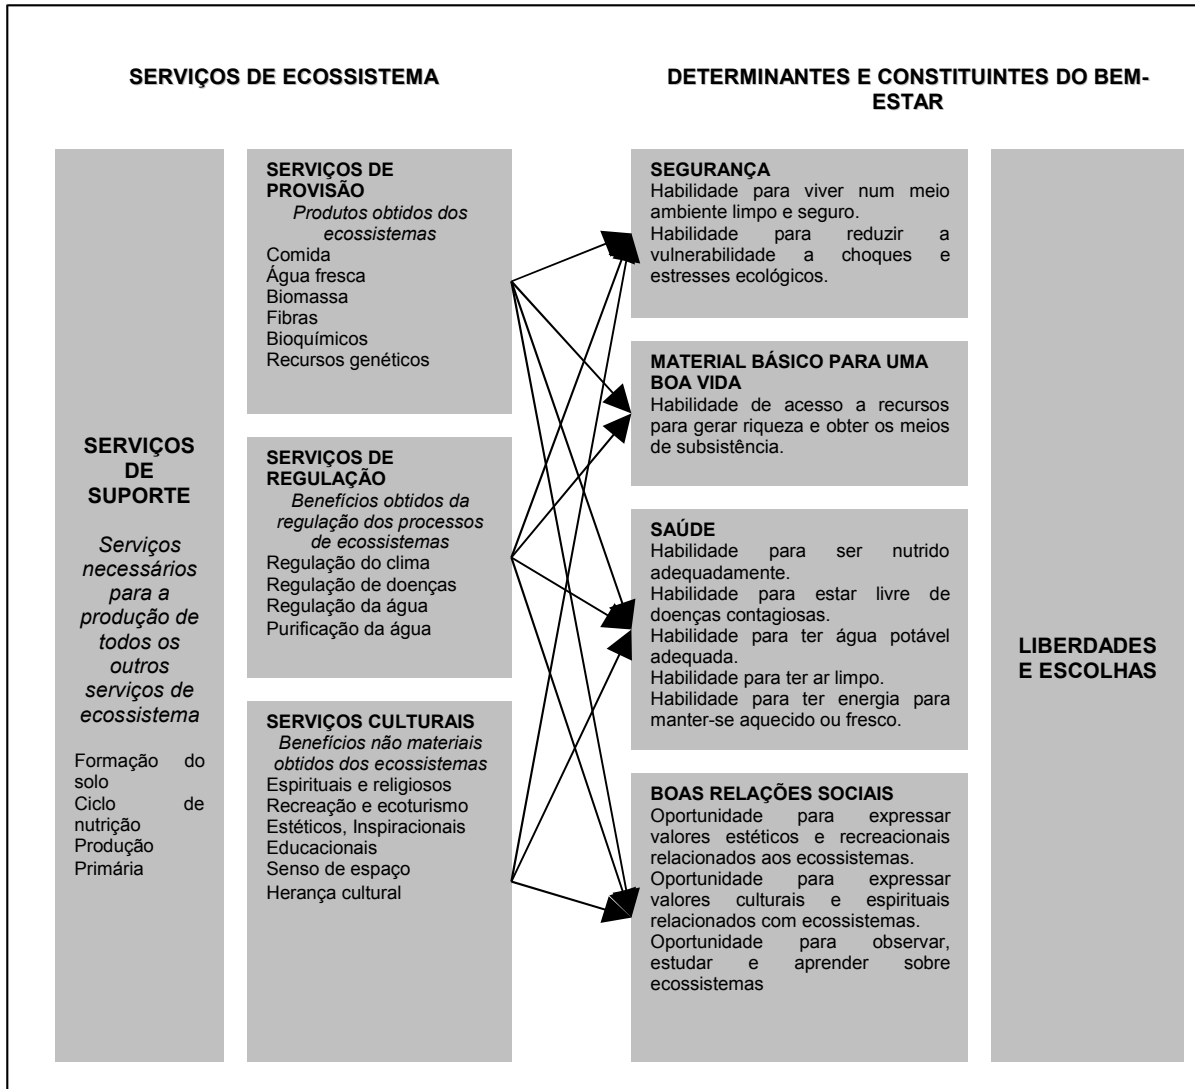 SERVIÇOS DE ECOSSISTEMA
DETERMINANTES E CONSTITUINTES DO BEM-
ESTAR
SERVIÇOS
DE
SUPORTE
Serviços
necessários
para a
produção de
todos os
outros
serviços de
ecossistema
Formação do
solo
Ciclo de
nutrição
Produção
Primária
SERVIÇOS DE
PROVISÃO
Produtos obtidos dos
ecossistemas
Comida
Água fresca
Biomassa
Fibras
Bioquímicos
Recursos genéticos
SERVIÇOS DE
REGULAÇÃO
Benefícios obtidos da
regulação dos processos
de ecossistemas
Regulação do clima
Regulação de doenças
Regulação da água
Purificação da água
SERVIÇOS CULTURAIS
Benefícios não materiais
obtidos dos ecossistemas
Espirituais e religiosos
Recreação e ecoturismo
Estéticos, Inspiracionais
Educacionais
Senso de espaço
Herança cultural
SEGURANÇA
Habilidade para viver num meio
ambiente limpo e seguro.
Habilidade para reduzir a
vulnerabilidade a choques e
estresses ecológicos.
MATERIAL BÁSICO PARA UMA
BOA VIDA
Habilidade de acesso a recursos
para gerar riqueza e obter os meios
de subsistência.
SAÚDE
Habilidade para ser nutrido
adequadamente.
Habilidade para estar livre de
doenças contagiosas.
Habilidade para ter água potável
adequada.
Habilidade para ter ar limpo.
Habilidade para ter energia para
manter-se aquecido ou fresco.
BOAS RELAÇÕES SOCIAIS
Oportunidade para expressar
valores estéticos e recreacionais
relacionados aos ecossistemas.
Oportunidade para expressar
valores culturais e espirituais
relacionados com ecossistemas.
Oportunidade para observar,
estudar e aprender sobre
ecossistemas
LIBERDADES
E ESCOLHAS